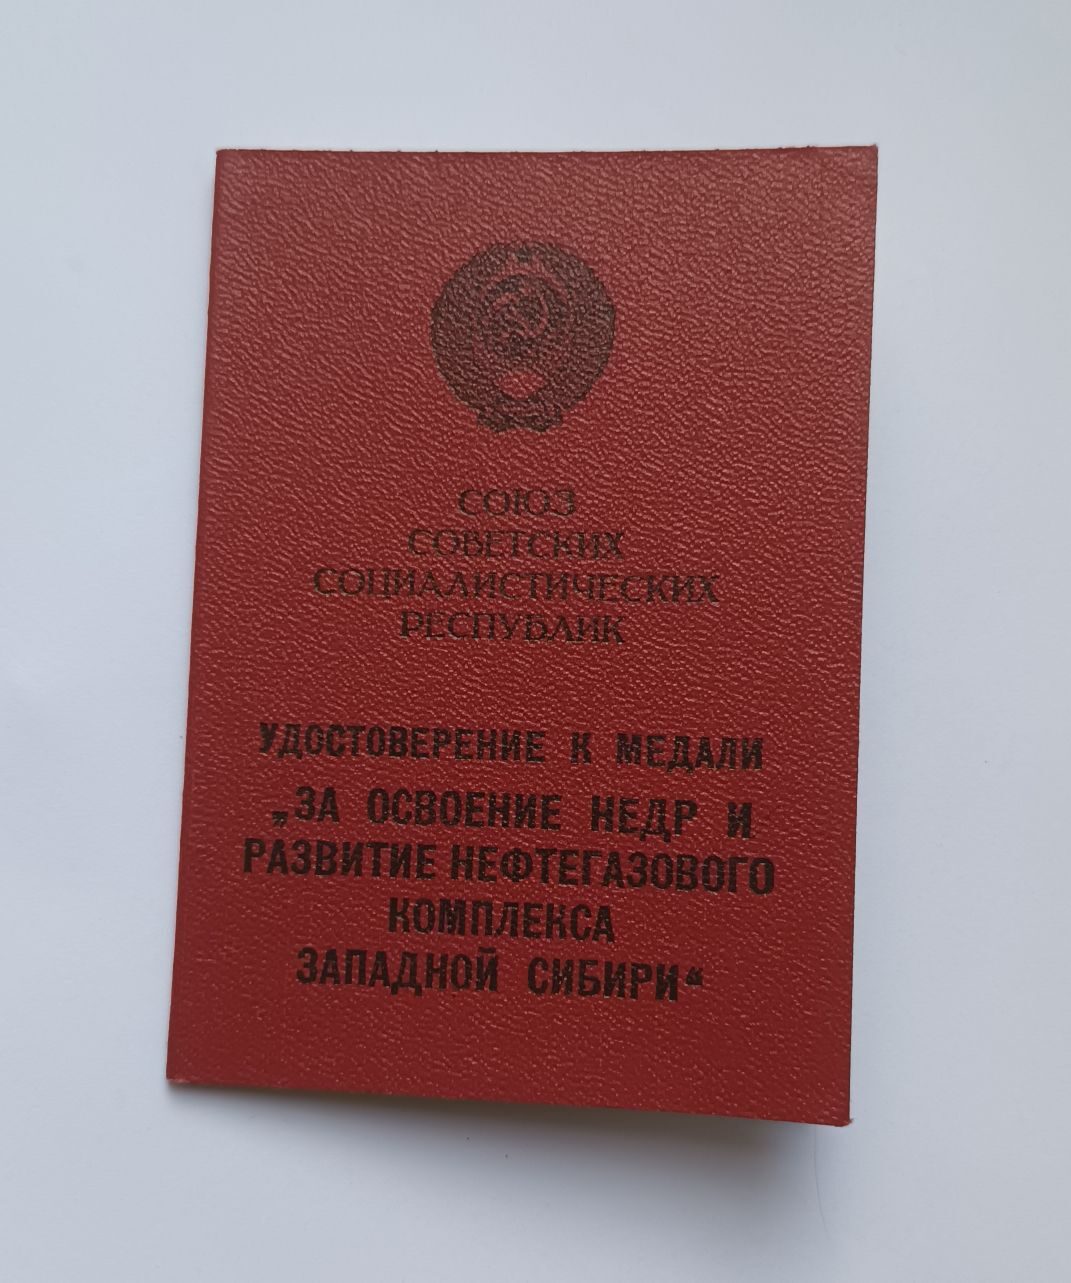 СОЮЗ
СОВЕТСКИХ
СОЦИАЛИСТИЧЕСКИХ
РЕСПУБЛИК
УДОСТОВЕРЕНИЕ К МЕДАЛИ
„ЗА ОСВОЕНИЕ НЕДР И
РАЗВИТИЕ НЕФТЕГАЗОВОГО
КОМПЛЕКСА
ЗАПАДНОЙ СИБИРИ“